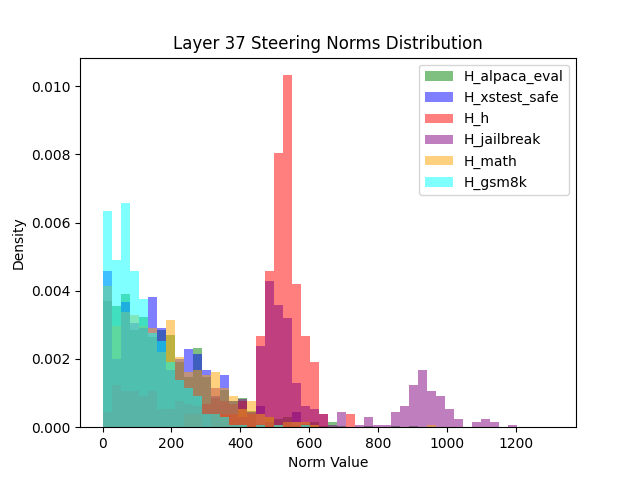 Layer 37 Steering Norms Distribution
Density
0.010
0.008
0.006
0.004
0.002
0.000
H_alpaca_eval
H_xstest_safe
H_h
H_jailbreak
H_math
H_gsm8k
0
200
400
600
800
1000
1200
Norm Value